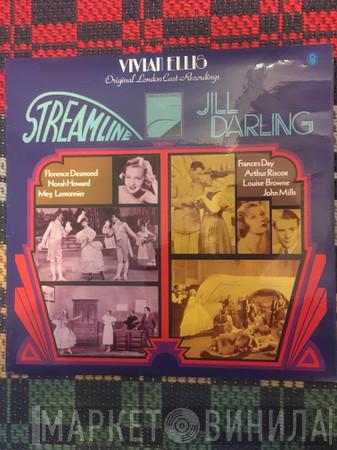 VIVIAN ELLIS
Original London Cast Recordings
STREAMLINE
JILL
DARLING
Florence Desmond
Norah Howard
Meg Lemonnier
Frances Day
Arthur Riscoe
Louise Browne
John Mills
МАРКЕТ ВИНИЛА